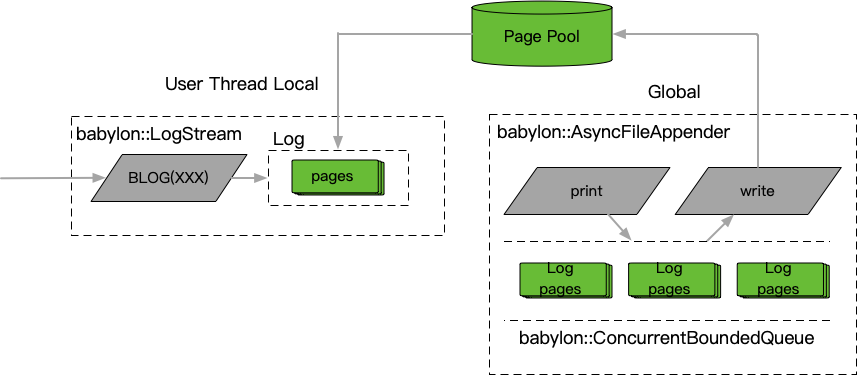 Page Pool
User Thread Local
Global
babylon::LogStream
Log
BLOG(XXX)
pages
babylon::AsyncFileAppender
print
write
Log
pages
Log
pages
Log
pages
babylon::ConcurrentBoundedQueue